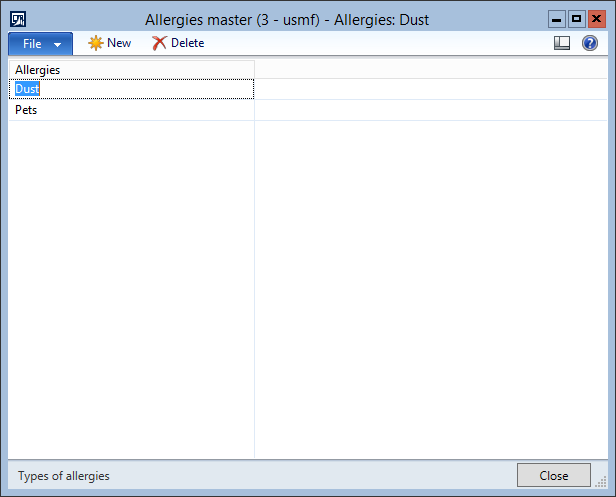 Allergies master (3 - usmf) - Allergies: Dust
File New Delete
Allergies
Dust
Pets
Types of allergies Close